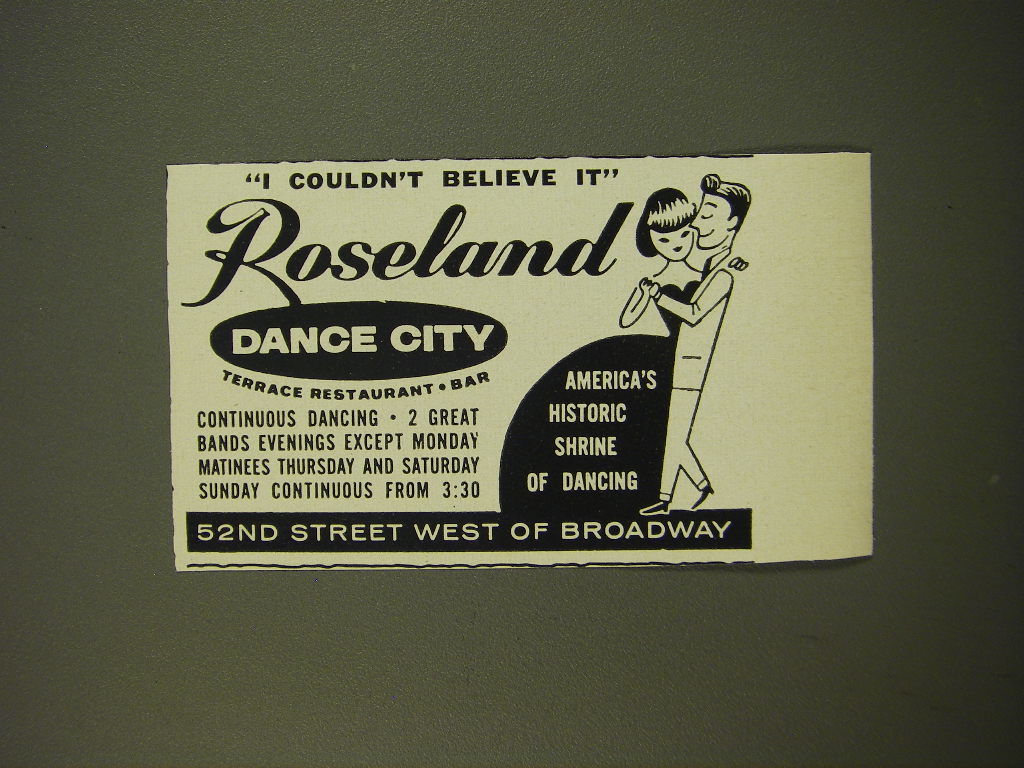 "I COULDN'T BELIEVE IT"
Roseland
DANCE CITY
TERRACE RESTAURANT • BAR
CONTINUOUS DANCING • 2 GREAT
BANDS EVENINGS EXCEPT MONDAY
MATINEES THURSDAY AND SATURDAY
SUNDAY CONTINUOUS FROM 3:30
AMERICA'S
HISTORIC
SHRINE
OF DANCING
52ND STREET WEST OF BROADWAY